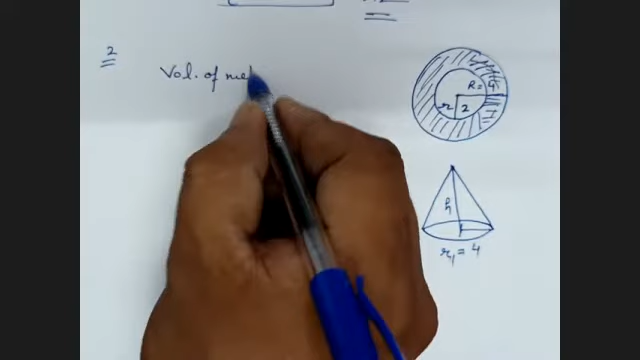 2
Vol. of me
R = 4
r 2
h
r₁ = 4